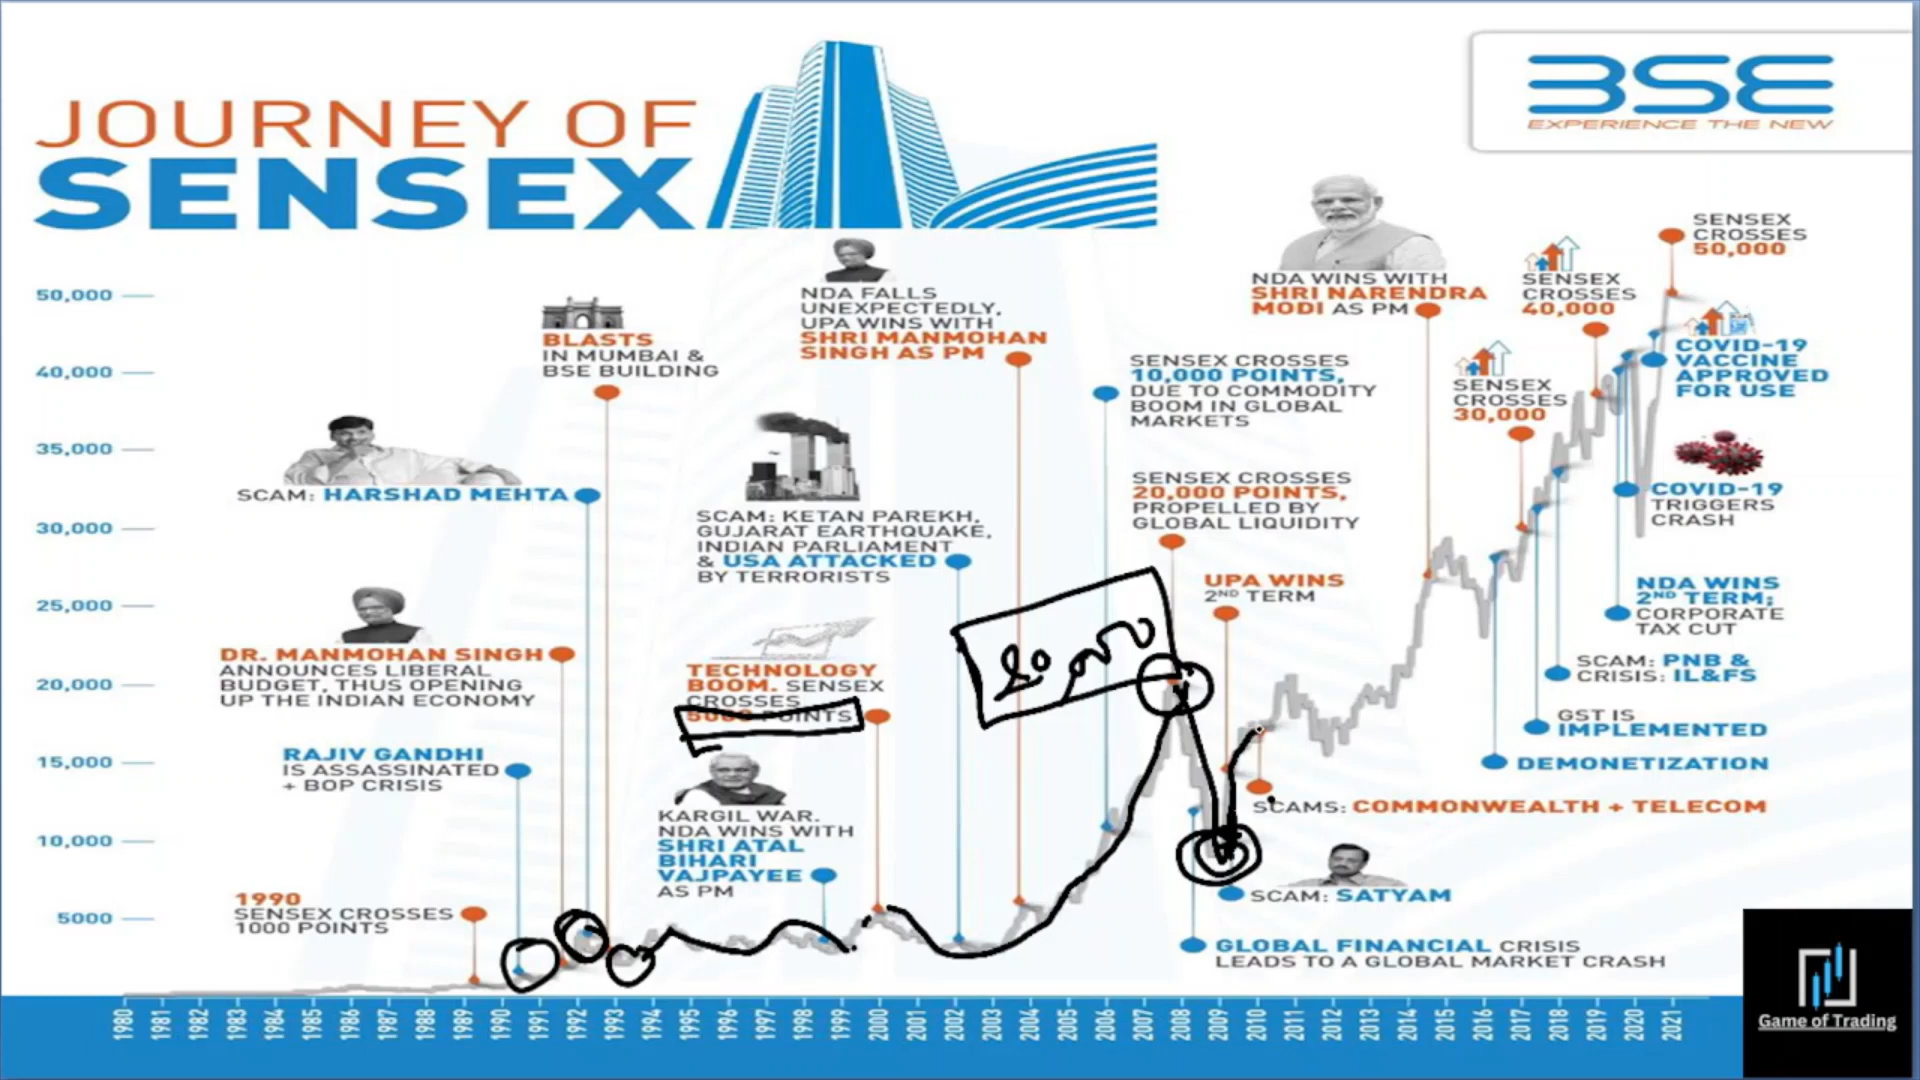 JOURNEY OF
SENSEX
BSE
EXPERIENCE THE NEW
50,000
40,000
35,000
30,000
25,000
20,000
15,000
10,000
5000
1990
SENSEX CROSSES
1000 POINTS
RAJIV GANDHI
IS ASSASSINATED
+ BOP CRISIS
DR. MANMOHAN SINGH
ANNOUNCES LIBERAL
BUDGET, THUS OPENING
UP THE INDIAN ECONOMY
SCAM: HARSHAD MEHTA
BLASTS
IN MUMBAI &
BSE BUILDING
KARGIL WAR.
NDA WINS WITH
SHRI ATAL
BIHARI
VAJPAYEE
AS PM
TECHNOLOGY
BOOM. SENSEX
CROSSES
5000 POINTS
SCAM: KETAN PAREKH,
GUJARAT EARTHQUAKE,
INDIAN PARLIAMENT
& USA ATTACKED
BY TERRORISTS
NDA FALLS
UNEXPECTEDLY,
UPA WINS WITH
SHRI MANMOHAN
SINGH AS PM
SENSEX CROSSES
10,000 POINTS,
DUE TO COMMODITY
BOOM IN GLOBAL
MARKETS
SENSEX CROSSES
20,000 POINTS,
PROPELLED BY
GLOBAL LIQUIDITY
UPA WINS
2ND TERM
SCAMS: COMMONWEALTH + TELECOM
SCAM: SATYAM
GLOBAL FINANCIAL CRISIS
LEADS TO A GLOBAL MARKET CRASH
NDA WINS WITH
SHRI NARENDRA
MODI AS PM
DEMONETIZATION
SENSEX
CROSSES
30,000
GST IS
IMPLEMENTED
SCAM: PNB &
CRISIS: IL&FS
SENSEX
CROSSES
40,000
NDA WINS
2ND TERM;
CORPORATE
TAX CUT
COVID-19
TRIGGERS
CRASH
COVID-19
VACCINE
APPROVED
FOR USE
SENSEX
CROSSES
50,000
1980 1981 1982 1983 1984 1985 1986 1987 1988 1989 1990 1991 1992 1993 1994 1995 1996 1997 1998 1999 2000 2001 2002 2003 2004 2005 2006 2007 2008 2009 2010 2011 2012 2013 2014 2015 2016 2017 2018 2019 2020 2021
Game of Trading